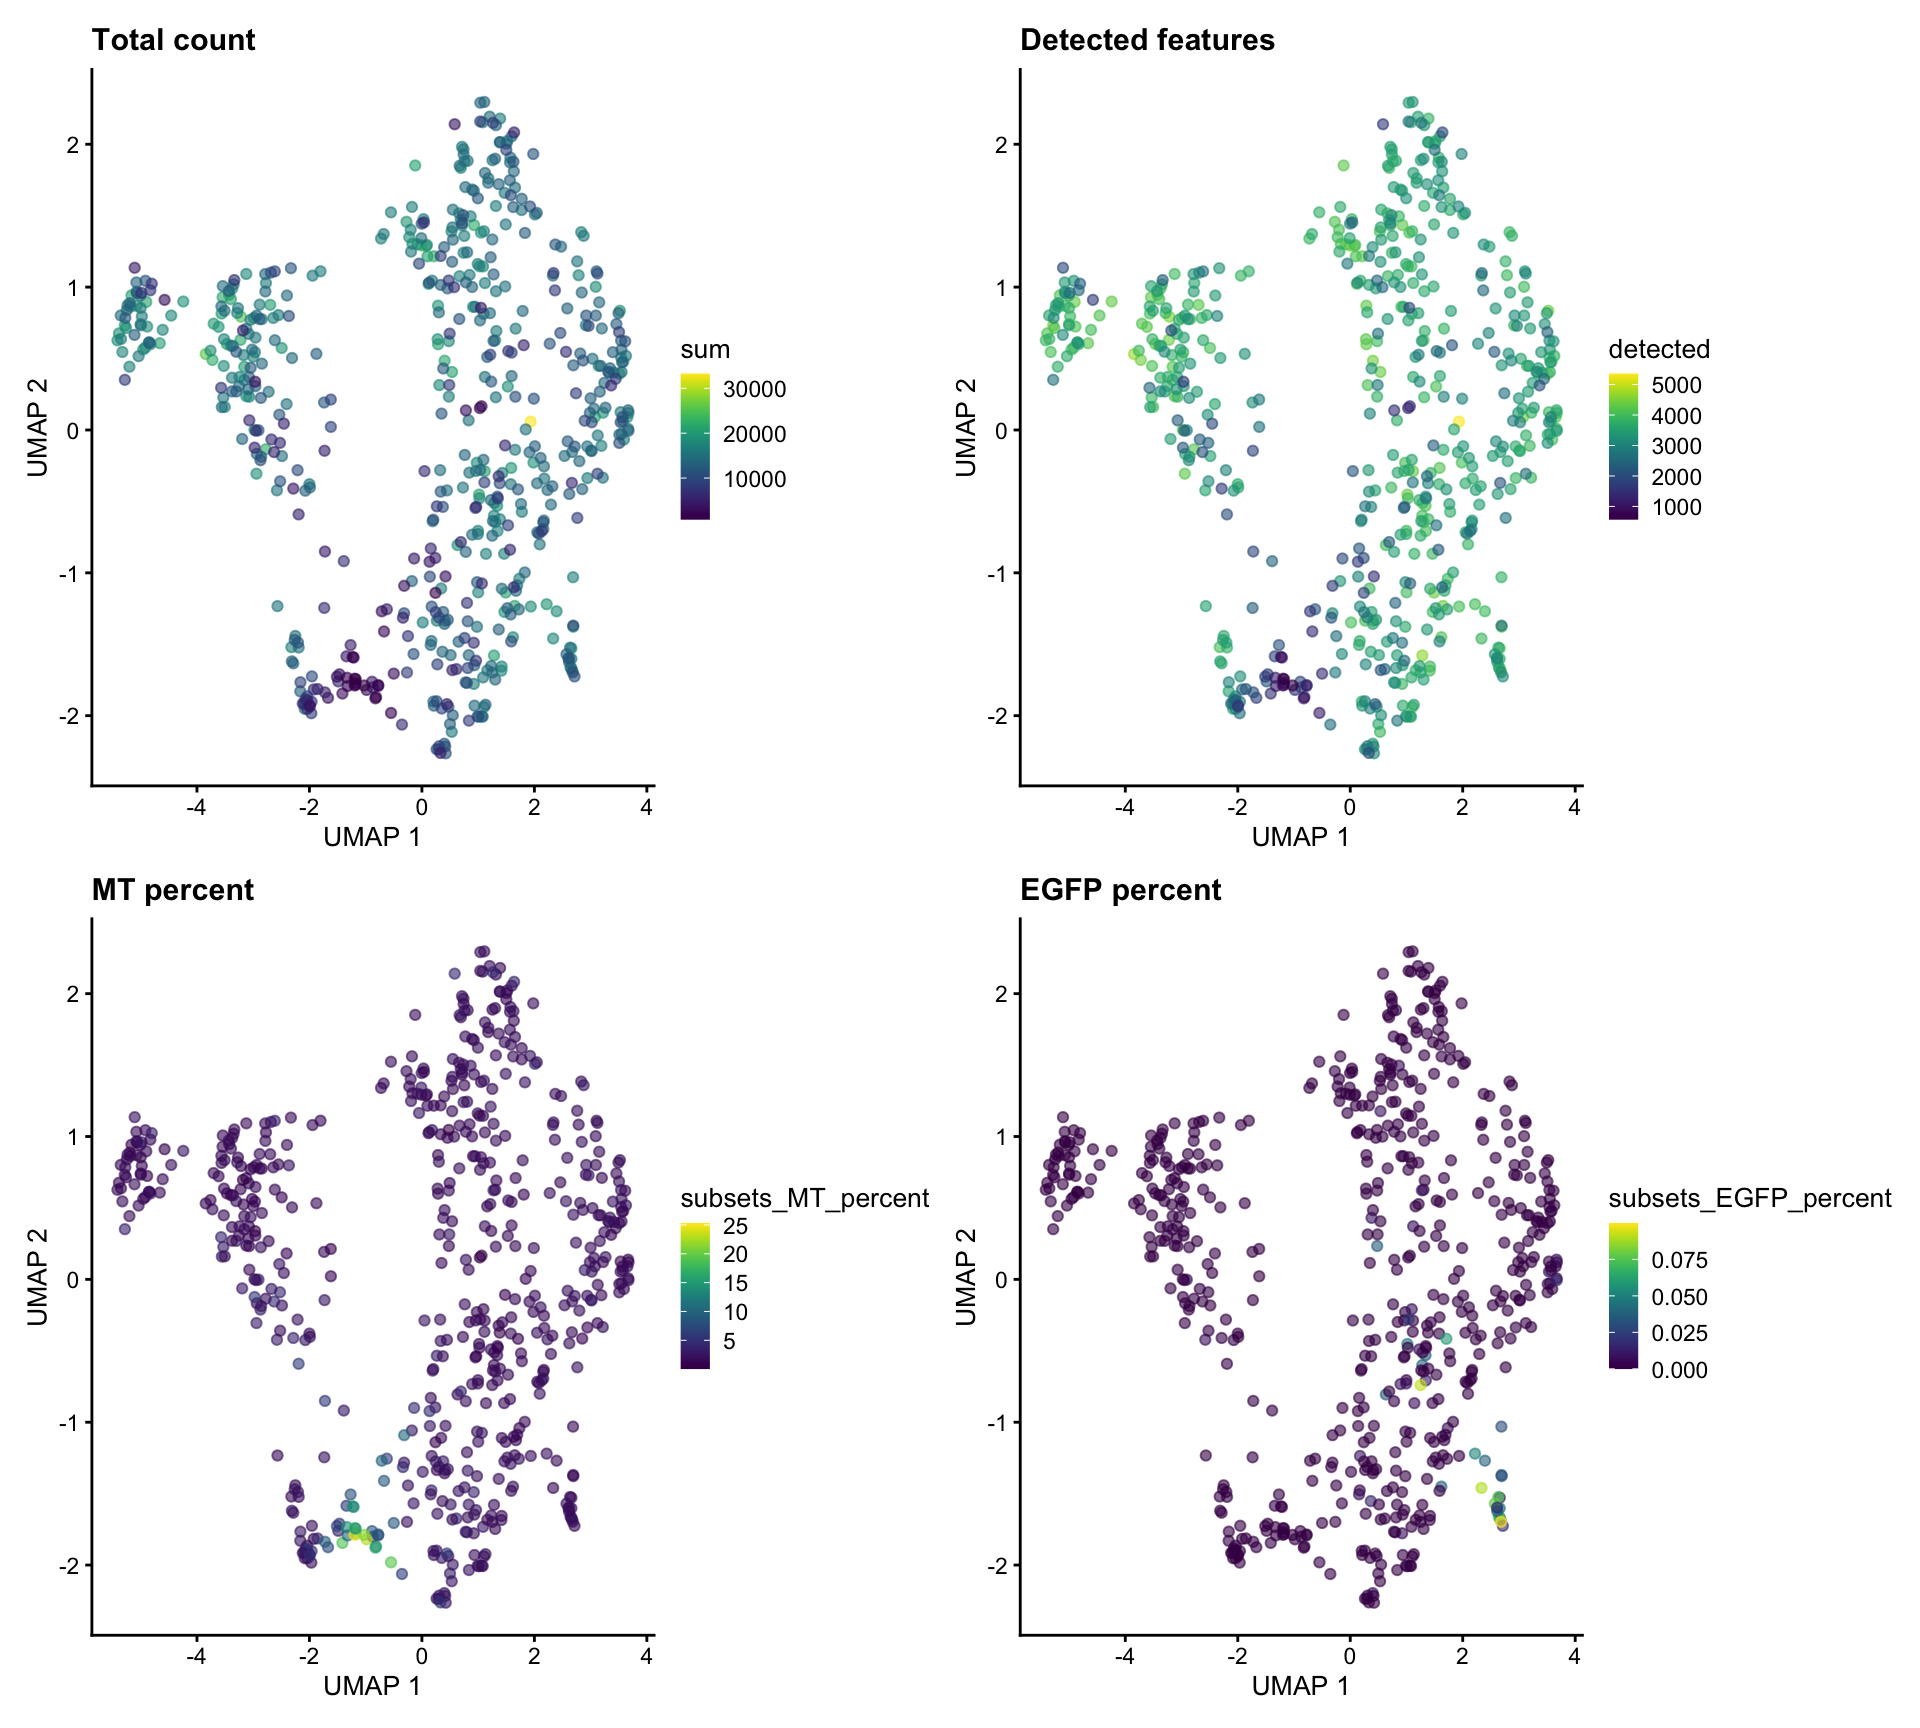 Total count
2
1
0
-1
-2
UMAP 2
-4 -2 0 2 4
UMAP 1
sum
30000
20000
10000
Detected features
2
1
0
-1
-2
UMAP 2
-4 -2 0 2 4
UMAP 1
detected
5000
4000
3000
2000
1000
MT percent
2
1
0
-1
-2
UMAP 2
-4 -2 0 2 4
UMAP 1
subsets_MT_percent
25
20
15
10
5
EGFP percent
2
1
0
-1
-2
UMAP 2
-4 -2 0 2 4
UMAP 1
subsets_EGFP_percent
0.075
0.050
0.025
0.000